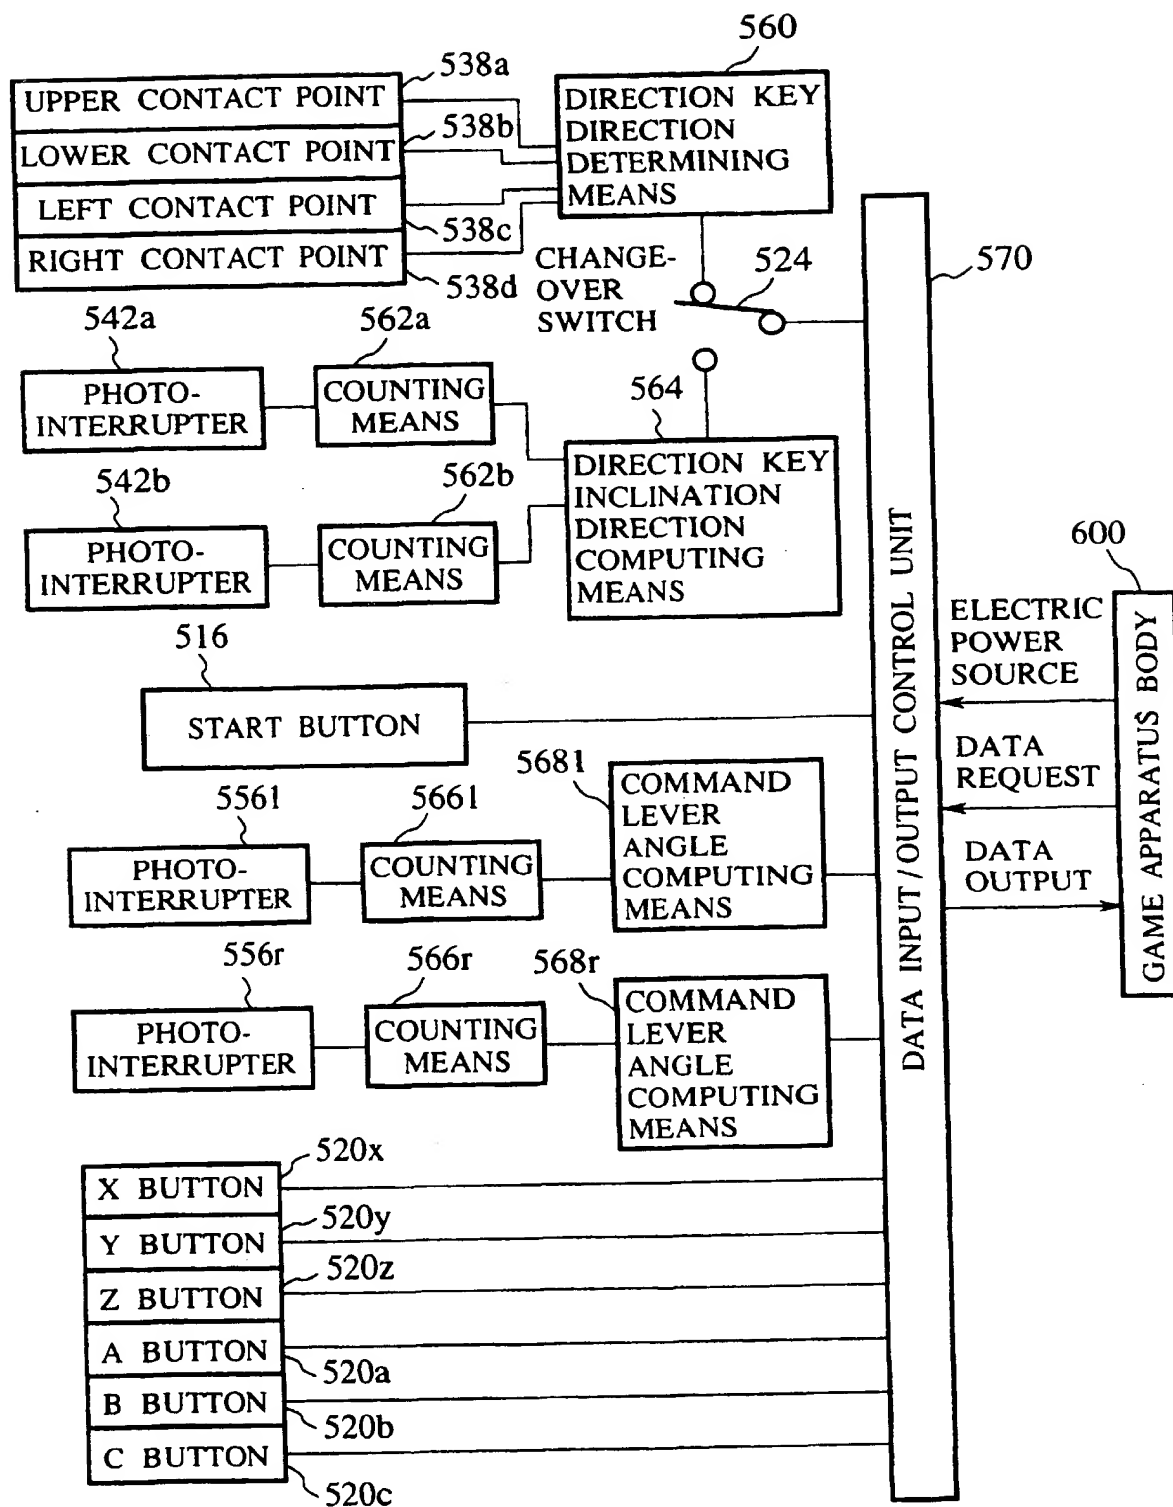 560
538a
UPPER CONTACT POINT
538b
LOWER CONTACT POINT
LEFT CONTACT POINT
538c
RIGHT CONTACT POINT
538d
DIRECTION KEY
DIRECTION
DETERMINING
MEANS
CHANGE-
OVER
SWITCH
524
570
542a
562a
PHOTO-
INTERRUPTER
COUNTING
MEANS
564
542b
562b
PHOTO-
INTERRUPTER
COUNTING
MEANS
DIRECTION KEY
INCLINATION
DIRECTION
COMPUTING
MEANS
516
START BUTTON
5561
5661
5681
PHOTO-
INTERRUPTER
COUNTING
MEANS
COMMAND
LEVER
ANGLE
COMPUTING
MEANS
556r
566r
568r
PHOTO-
INTERRUPTER
COUNTING
MEANS
COMMAND
LEVER
ANGLE
COMPUTING
MEANS
520x
X BUTTON
520y
Y BUTTON
520z
Z BUTTON
A BUTTON
520a
B BUTTON
520b
C BUTTON
520c
DATA INPUT/OUTPUT CONTROL UNIT
600
ELECTRIC
POWER
SOURCE
DATA
REQUEST
DATA
OUTPUT
GAME APPARATUS BODY